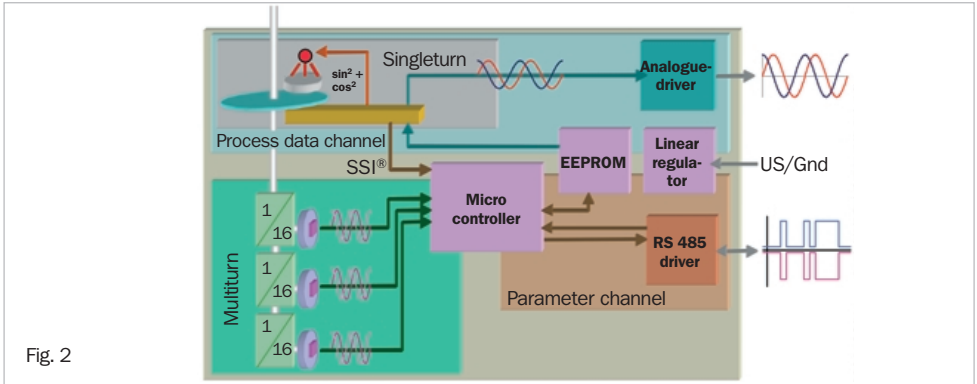 Singleturn
sin² +
cos²
Analogue-
driver
Process data channel
SSI®
EEPROM
Linear
regula-
tor
US/Gnd
Micro
controller
Multiturn
1
16
1
16
1
16
RS 485
driver
Parameter channel
Fig. 2